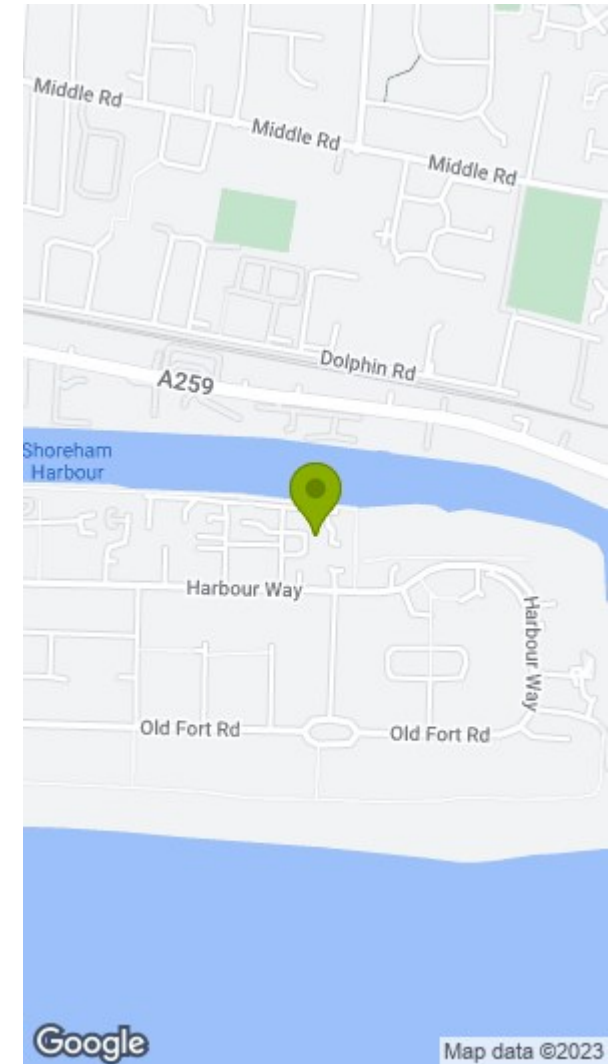 Middle Rd
Middle Rd
Middle Rd
Dolphin Rd
A259
Shoreham
Harbour
Harbour Way
Harbour Way
Old Fort Rd
Old Fort Rd
Google
Map data ©2023